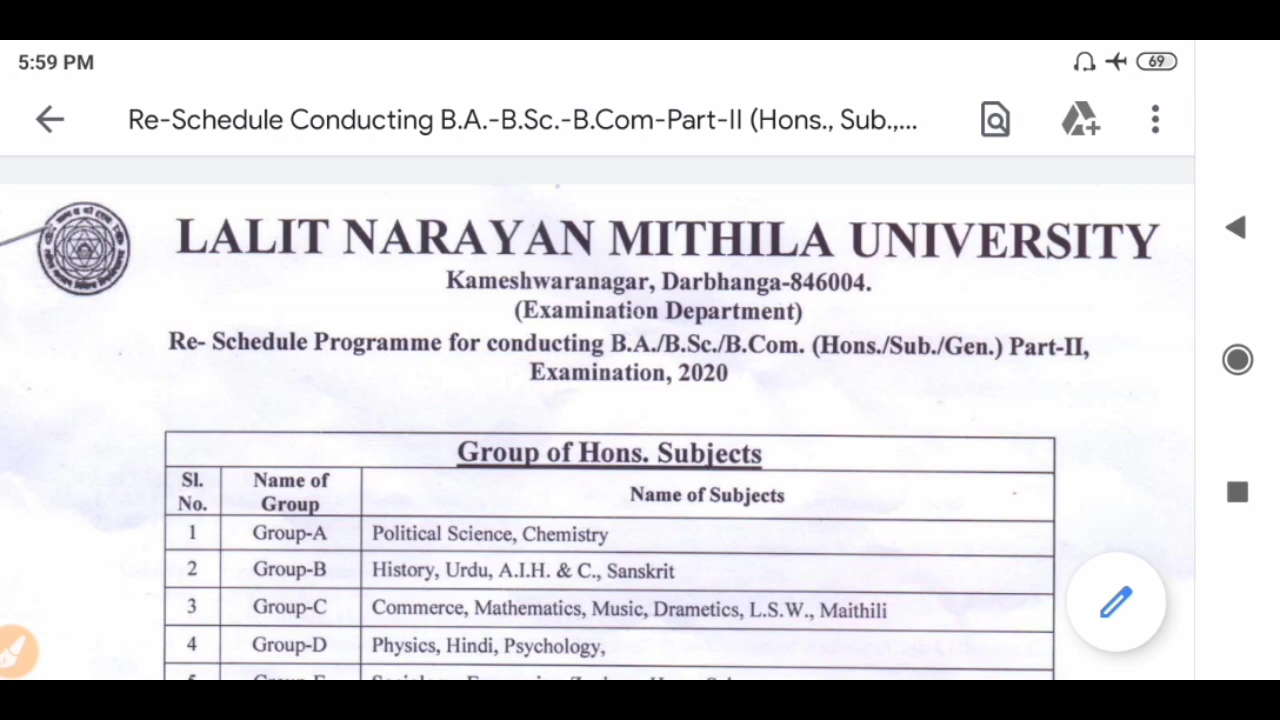 5:59 PM
69
Re-Schedule Conducting B.A.-B.Sc.-B.Com-Part-II (Hons., Sub.,...
LALIT NARAYAN MITHILA UNIVERSITY
Kameshwaranagar, Darbhanga-846004.
(Examination Department)
Re- Schedule Programme for conducting B.A./B.Sc./B.Com. (Hons./Sub./Gen.) Part-II,
Examination, 2020
Group of Hons. Subjects
Sl. No. Name of Group Name of Subjects
1 Group-A Political Science, Chemistry
2 Group-B History, Urdu, A.I.H. & C., Sanskrit
3 Group-C Commerce, Mathematics, Music, Drametics, L.S.W., Maithili
4 Group-D Physics, Hindi, Psychology,